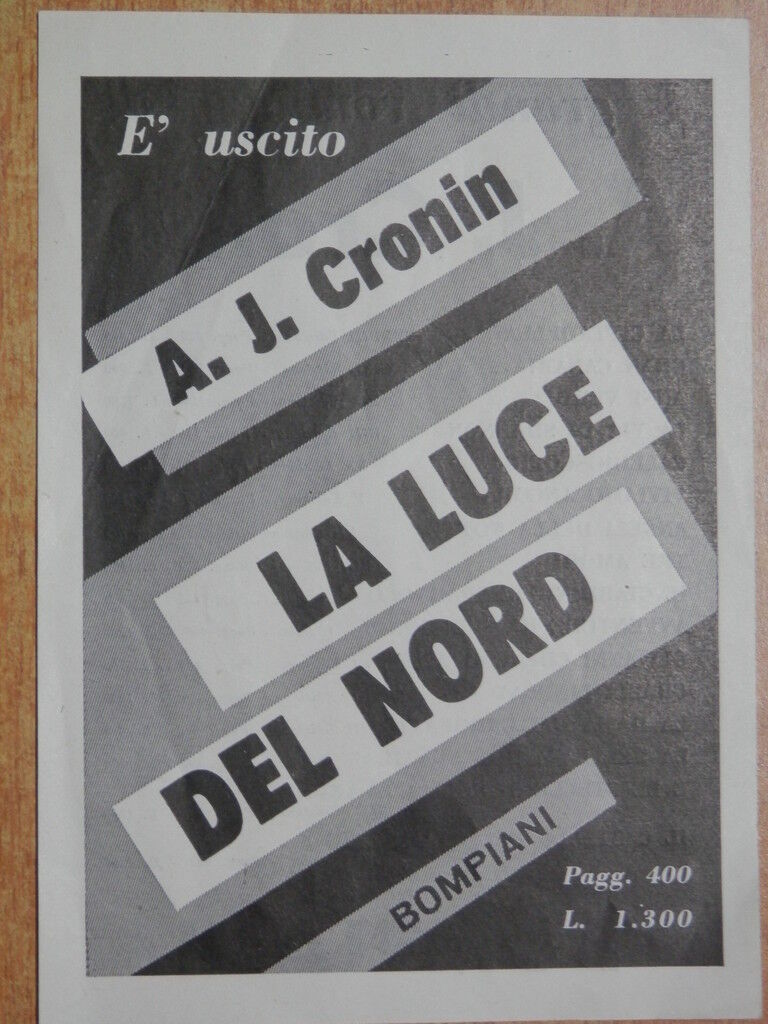 E' uscito
A. J. Cronin
LA LUCE
DEL NORD
BOMPIANI
Pagg. 400
L. 1.300